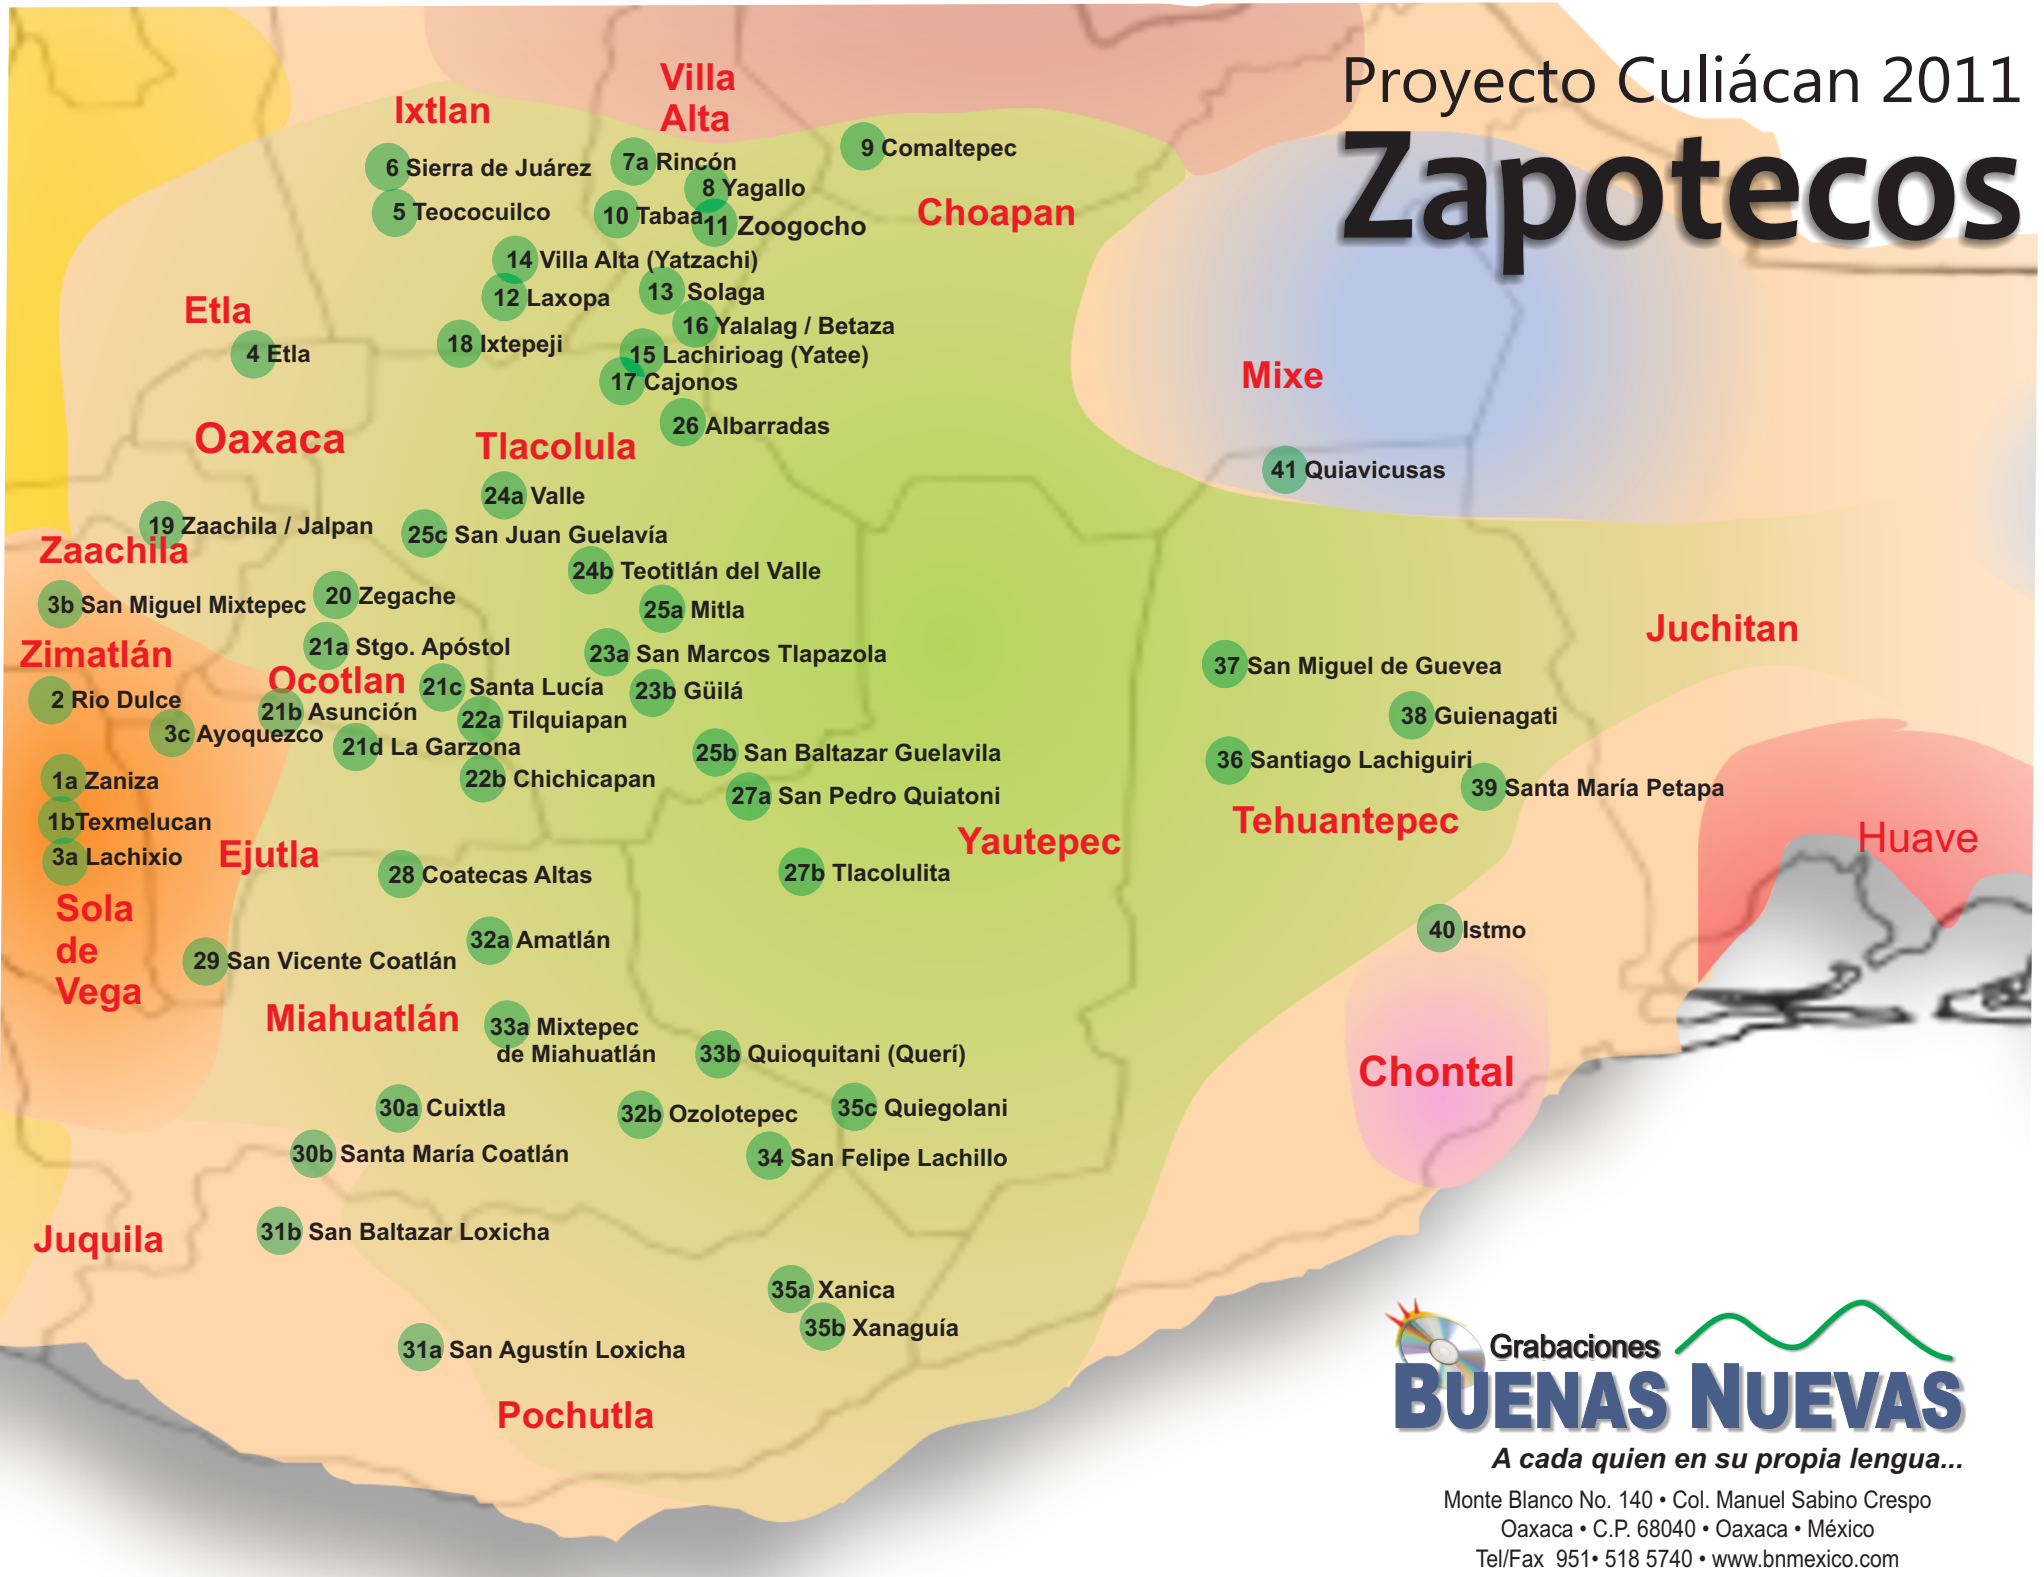 Proyecto Culiácan 2011
Zapotecos
Villa
Alta
Ixtlan
9 Comaltepec
6 Sierra de Juárez
7a Rincón
8 Yagallo
5 Teococuilco
10 Tabaa
11 Zoogocho
Choapan
14 Villa Alta (Yatzachi)
12 Laxopa
13 Solaga
Etla
4 Etla
18 Ixtepeji
16 Yalalag / Betaza
15 Lachirioag (Yatee)
17 Cajonos
Mixe
26 Albarradas
Oaxaca
Tlacolula
41 Quiavicusas
24a Valle
19 Zaachila / Jalpan
Zaachila
25c San Juan Guelavía
24b Teotitlán del Valle
3b San Miguel Mixtepec
20 Zegache
25a Mitla
Juchitan
21a Stgo. Apóstol
23a San Marcos Tlapazola
37 San Miguel de Guevea
Zimatlán
Ocotlan
21c Santa Lucía
23b Güilá
2 Rio Dulce
21b Asunción
22a Tilquiapan
38 Guienagati
3c Ayoquezco
21d La Garzona
25b San Baltazar Guelavila
36 Santiago Lachiguiri
1a Zaniza
22b Chichicapan
27a San Pedro Quiatoni
39 Santa María Petapa
1b Texmelucan
Tehuantepec
Huave
Yautepec
3a Lachixio
Ejutla
28 Coatecas Altas
27b Tlacolulita
Sola
de
Vega
32a Amatlán
40 Istmo
29 San Vicente Coatlán
Miahuatlán
33a Mixtepec
de Miahuatlán
33b Quioquitani (Querí)
Chontal
30a Cuixtla
32b Ozolotepec
35c Quiegolani
30b Santa María Coatlán
34 San Felipe Lachillo
31b San Baltazar Loxicha
Juquila
35a Xanica
35b Xanaguía
31a San Agustín Loxicha
Pochutla
Grabaciones
BUENAS NUEVAS
A cada quien en su propia lengua...
Monte Blanco No. 140 • Col. Manuel Sabino Crespo
Oaxaca • C.P. 68040 • Oaxaca • México
Tel/Fax 951• 518 5740 • www.bnmexico.com